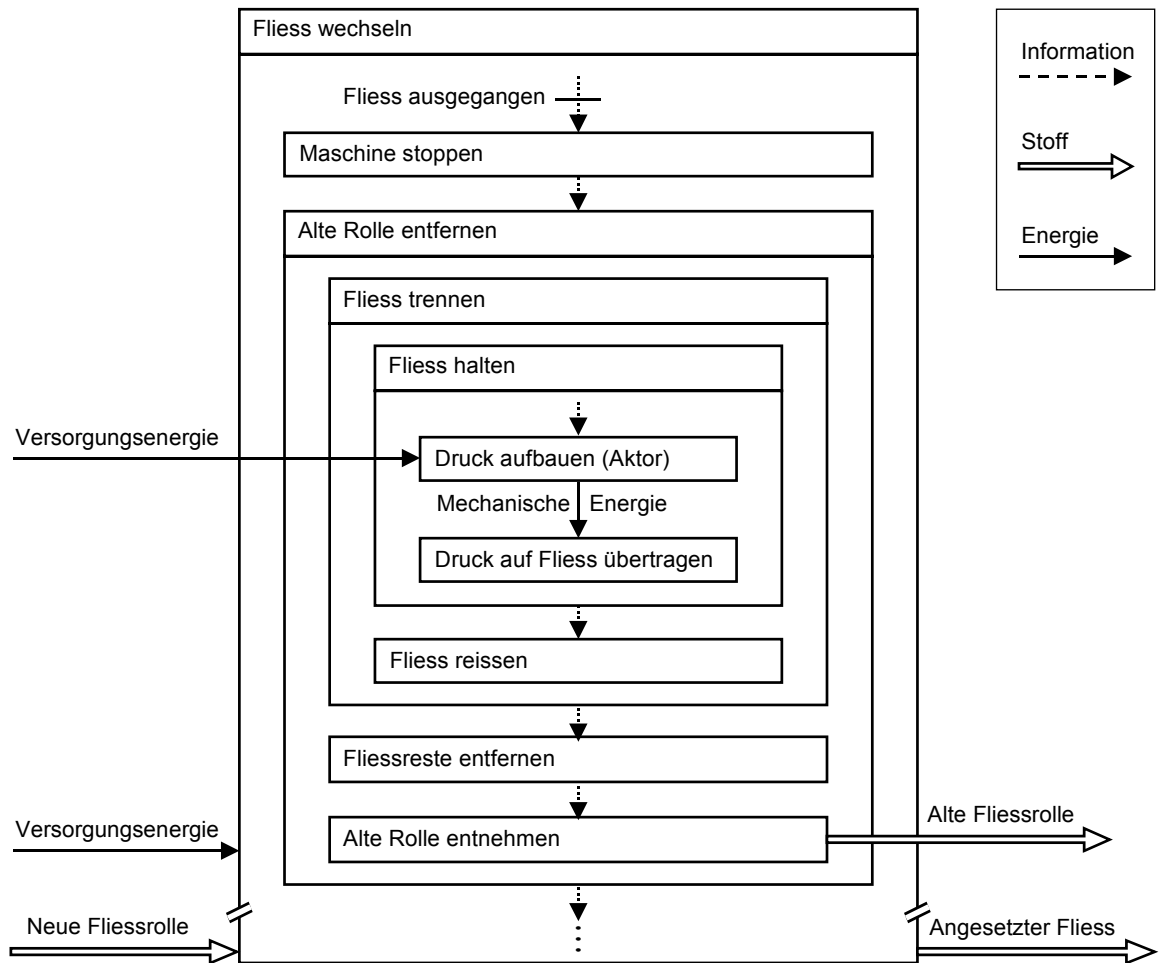 Fliess wechseln
Information
Fliess ausgegangen
Maschine stoppen
Stoff
Alte Rolle entfernen
Energie
Fliess trennen
Fliess halten
Versorgungsenergie
Druck aufbauen (Aktor)
Mechanische Energie
Druck auf Fliess übertragen
Fliess reissen
Fliessreste entfernen
Versorgungsenergie
Alte Rolle entnehmen
Alte Fliessrolle
Neue Fliessrolle
Angesetzter Fliess